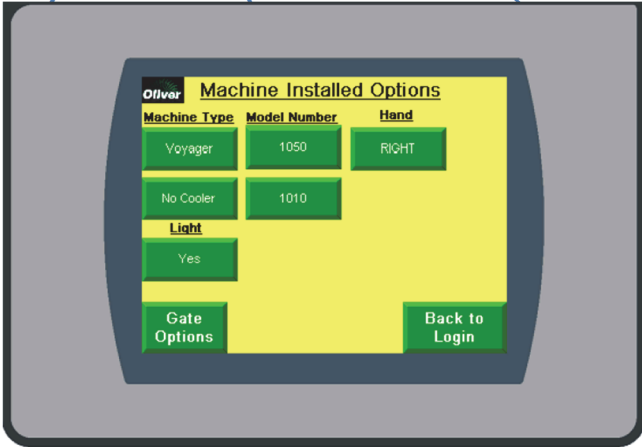 Oliver
Machine Installed Options
Machine Type Model Number Hand
Voyager 1050 RIGHT
No Cooler 1010
Light
Yes
Gate Options
Back to Login